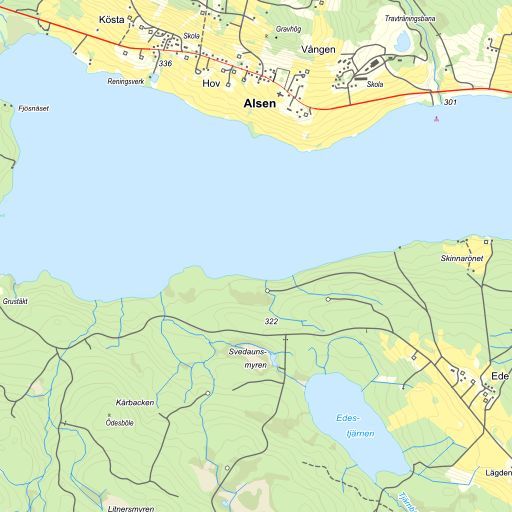 Travträningsbana
Kösta
Skola
Gravhög
Vången
336
Reningsverk
Hov
Skola
Alsen
301
Fjösnäset
Skinnarönet
Grustäkt
322
Svedauns-
myren
Ede
Kårbacken
Edes-
tjärnen
Ödesböle
Lägden
Litnersmyren